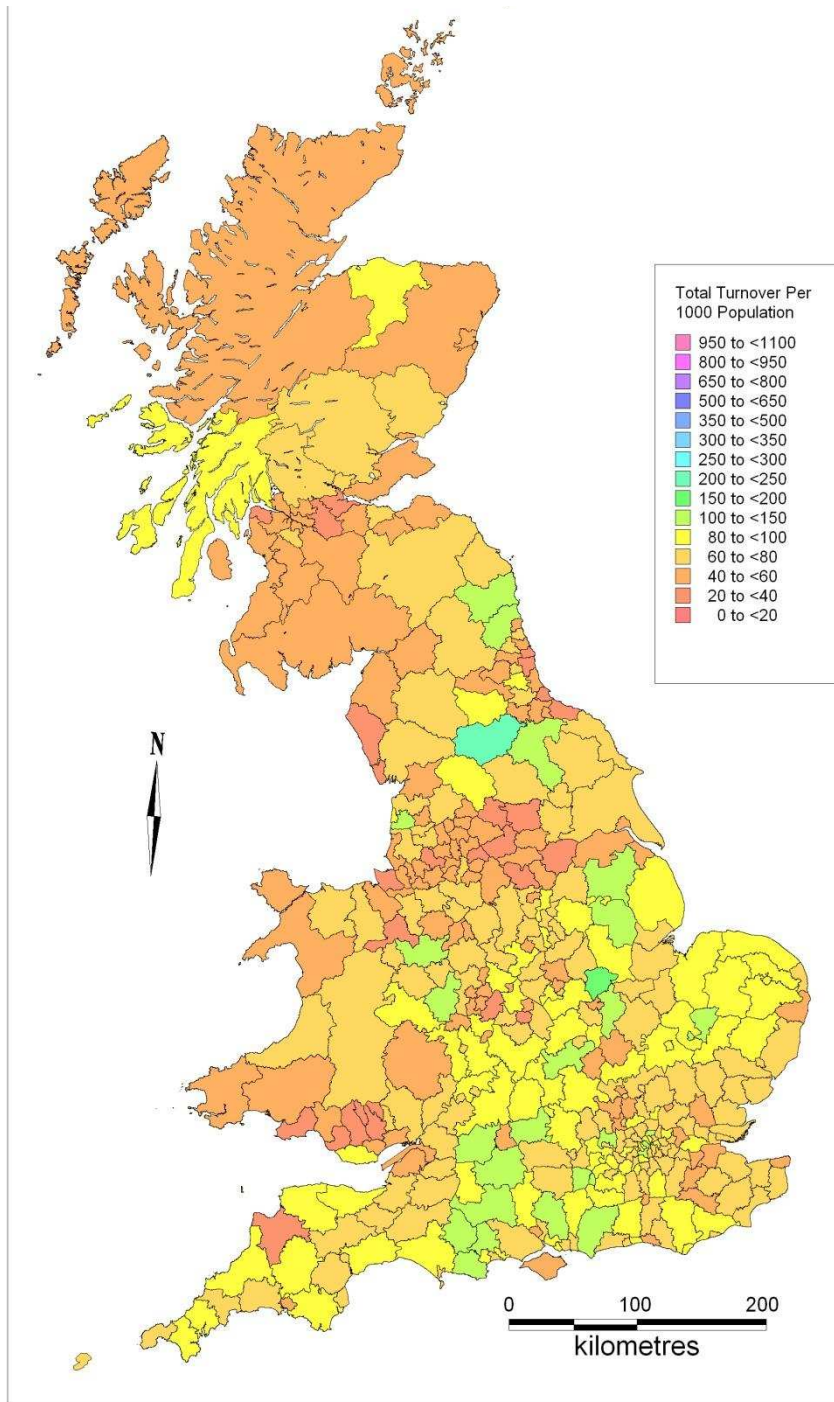 Total Turnover Per
1000 Population
950 to <1100
800 to <950
650 to <800
500 to <650
350 to <500
300 to <350
250 to <300
200 to <250
150 to <200
100 to <150
80 to <100
60 to <80
40 to <60
20 to <40
0 to <20
N
0 100 200
kilometres